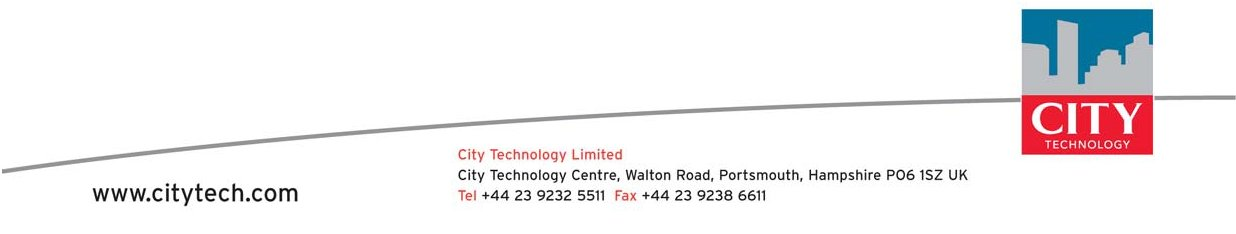 CITY
TECHNOLOGY
City Technology Limited
City Technology Centre, Walton Road, Portsmouth, Hampshire PO6 1SZ UK
Tel +44 23 9232 5511 Fax +44 23 9238 6611
www.citytech.com